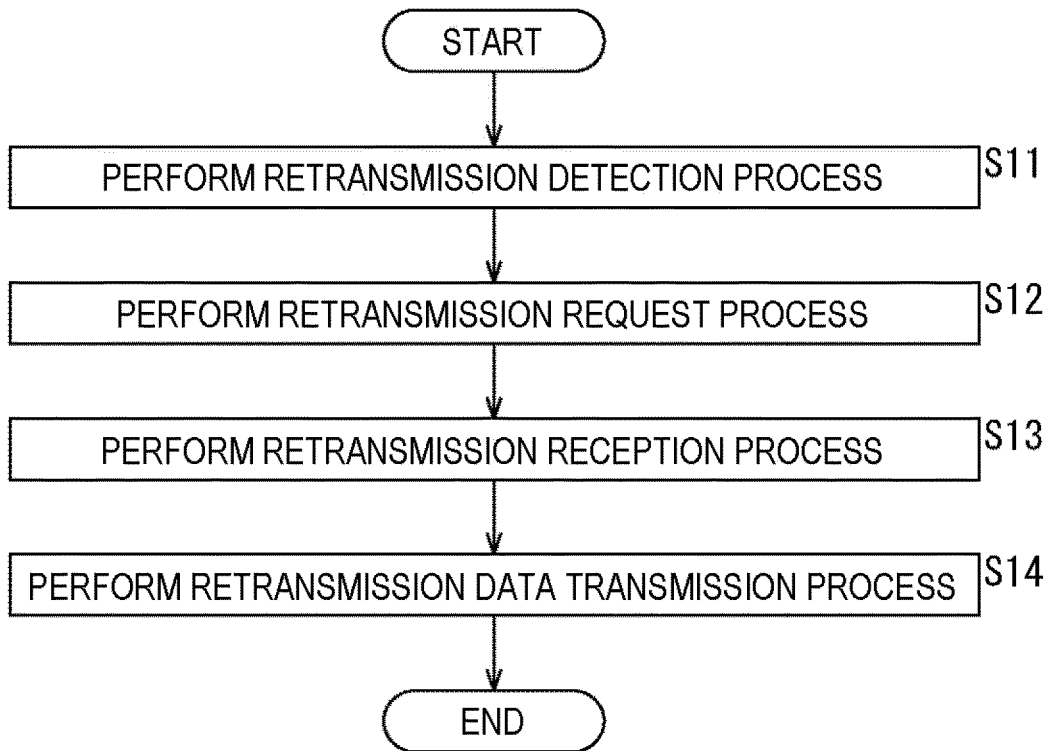 START
PERFORM RETRANSMISSION DETECTION PROCESS S11
PERFORM RETRANSMISSION REQUEST PROCESS S12
PERFORM RETRANSMISSION RECEPTION PROCESS S13
PERFORM RETRANSMISSION DATA TRANSMISSION PROCESS S14
END